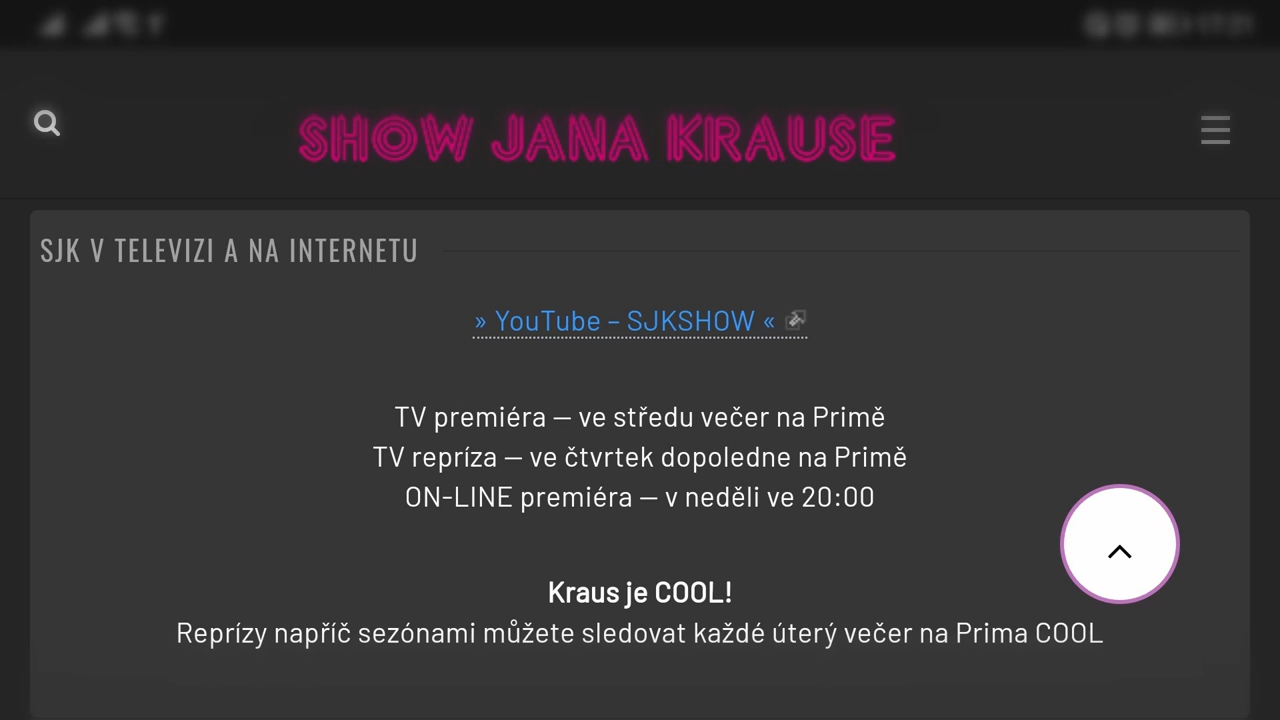 SHOW JANA KRAUSE
SJK V TELEVIZI A NA INTERNETU
» YouTube – SJKSHOW «
TV premiéra — ve středu večer na Primě
TV repríza — ve čtvrtek dopoledne na Primě
ON-LINE premiéra — v neděli ve 20:00
Kraus je COOL!
Reprízy napříč sezónami můžete sledovat každé úterý večer na Prima COOL